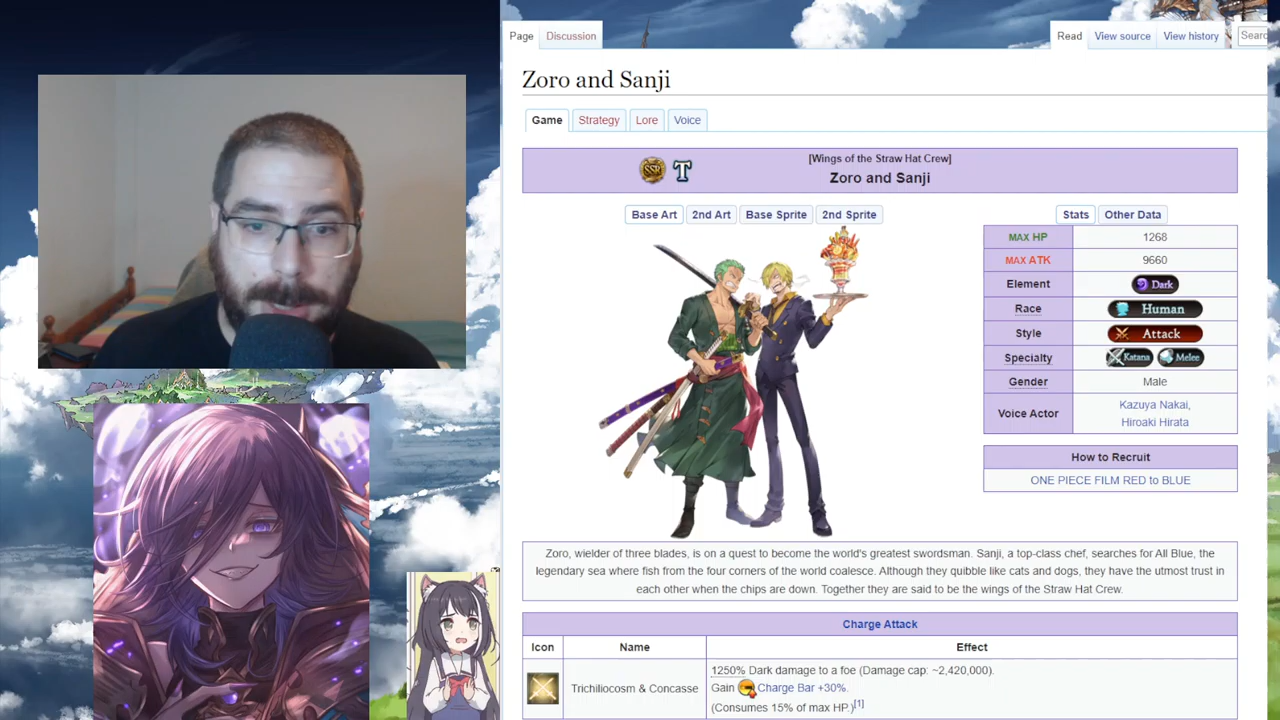 Page Discussion Read View source View history Searc
Zoro and Sanji
Game Strategy Lore Voice
SSR T
[Wings of the Straw Hat Crew]
Zoro and Sanji
Base Art 2nd Art Base Sprite 2nd Sprite
Stats Other Data
MAX HP 1268
MAX ATK 9660
Element Dark
Race Human
Style Attack
Specialty Katana Melee
Gender Male
Voice Actor Kazuya Nakai,
Hiroaki Hirata
How to Recruit
ONE PIECE FILM RED to BLUE
Zoro, wielder of three blades, is on a quest to become the world's greatest swordsman. Sanji, a top-class chef, searches for All Blue, the
legendary sea where fish from the four corners of the world coalesce. Although they quibble like cats and dogs, they have the utmost trust in
each other when the chips are down. Together they are said to be the wings of the Straw Hat Crew.
Charge Attack
Icon Name Effect
Trichiliocosm & Concasse
1250% Dark damage to a foe (Damage cap: ~2,420,000).
Gain Charge Bar +30%.
(Consumes 15% of max HP.)[1]